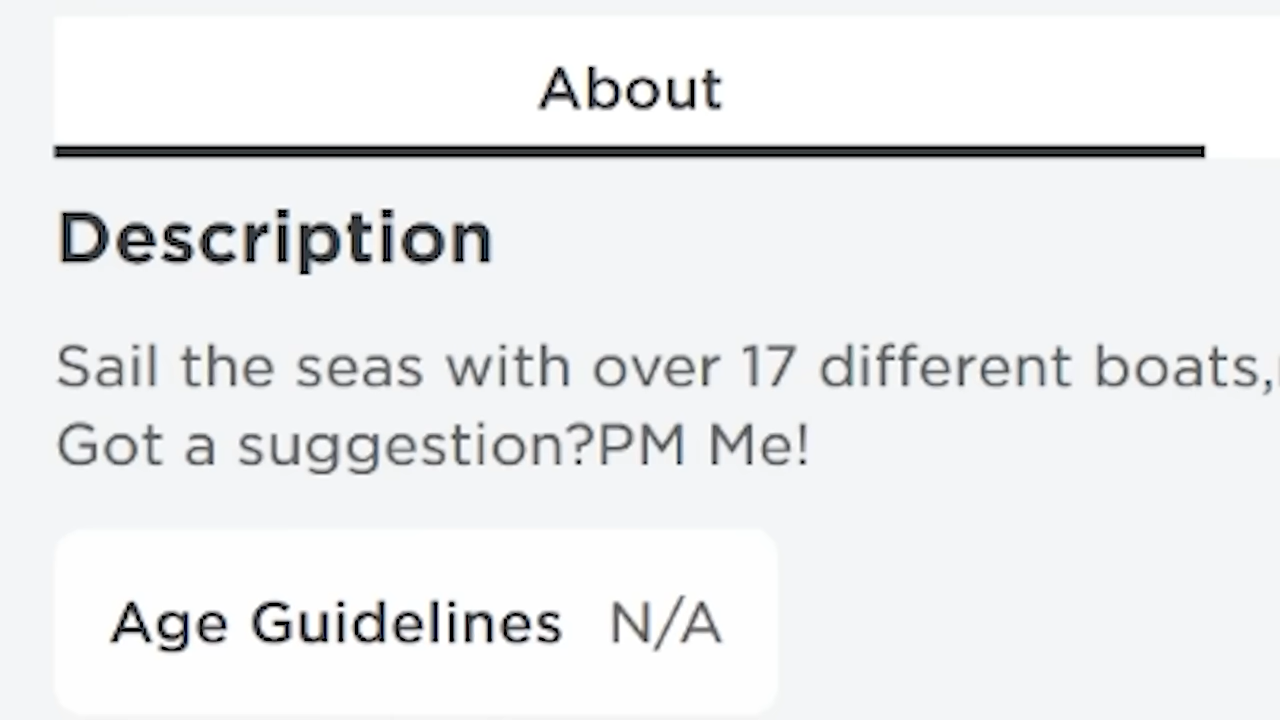 About
Description
Sail the seas with over 17 different boats,
Got a suggestion?PM Me!
Age Guidelines N/A